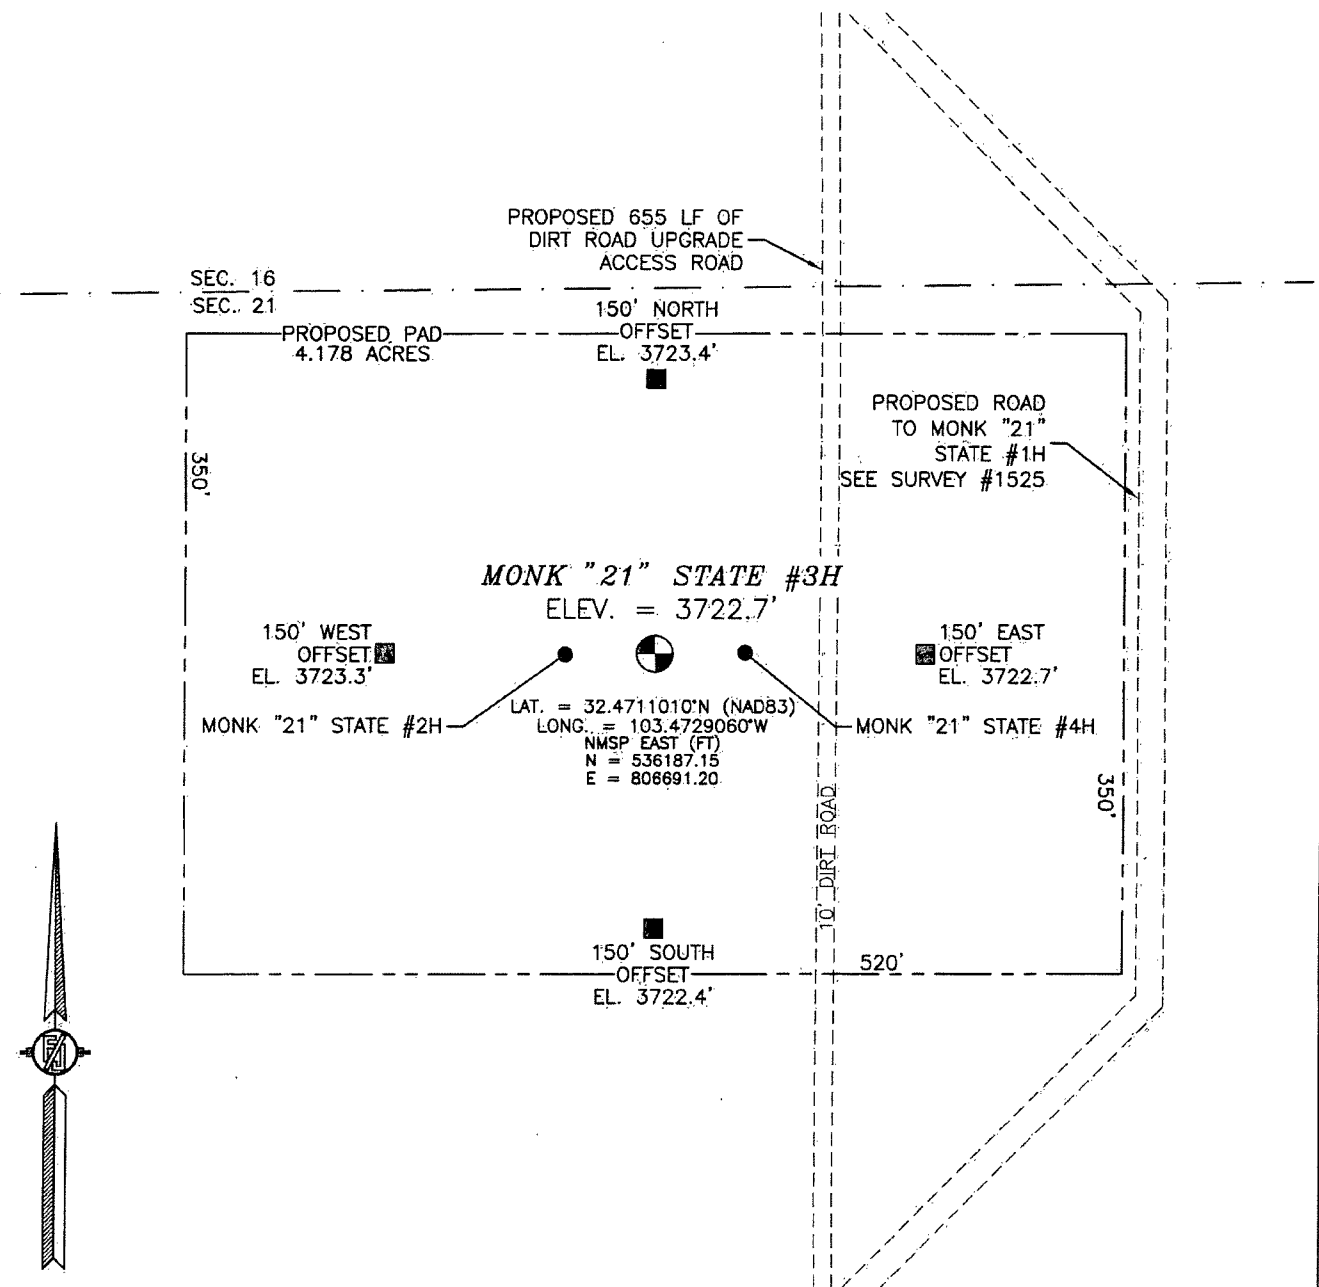 PROPOSED 655 LF OF
DIRT ROAD UPGRADE
ACCESS ROAD
SEC. 16
SEC. 21
150' NORTH
OFFSET
EL. 3723.4'
PROPOSED PAD
4.178 ACRES
PROPOSED ROAD
TO MONK "21"
STATE #1H
SEE SURVEY #1525
350'
MONK "21" STATE #3H
ELEV. = 3722.7'
150' WEST
OFFSET
EL. 3723.3'
150' EAST
OFFSET
EL. 3722.7'
MONK "21" STATE #2H
LAT. = 32.4711010°N (NAD83)
LONG. = 103.4729060°W
NMSP EAST (FT)
N = 536187.15
E = 806691.20
MONK "21" STATE #4H
350'
10' DIRT ROAD
150' SOUTH
OFFSET
EL. 3722.4'
520'